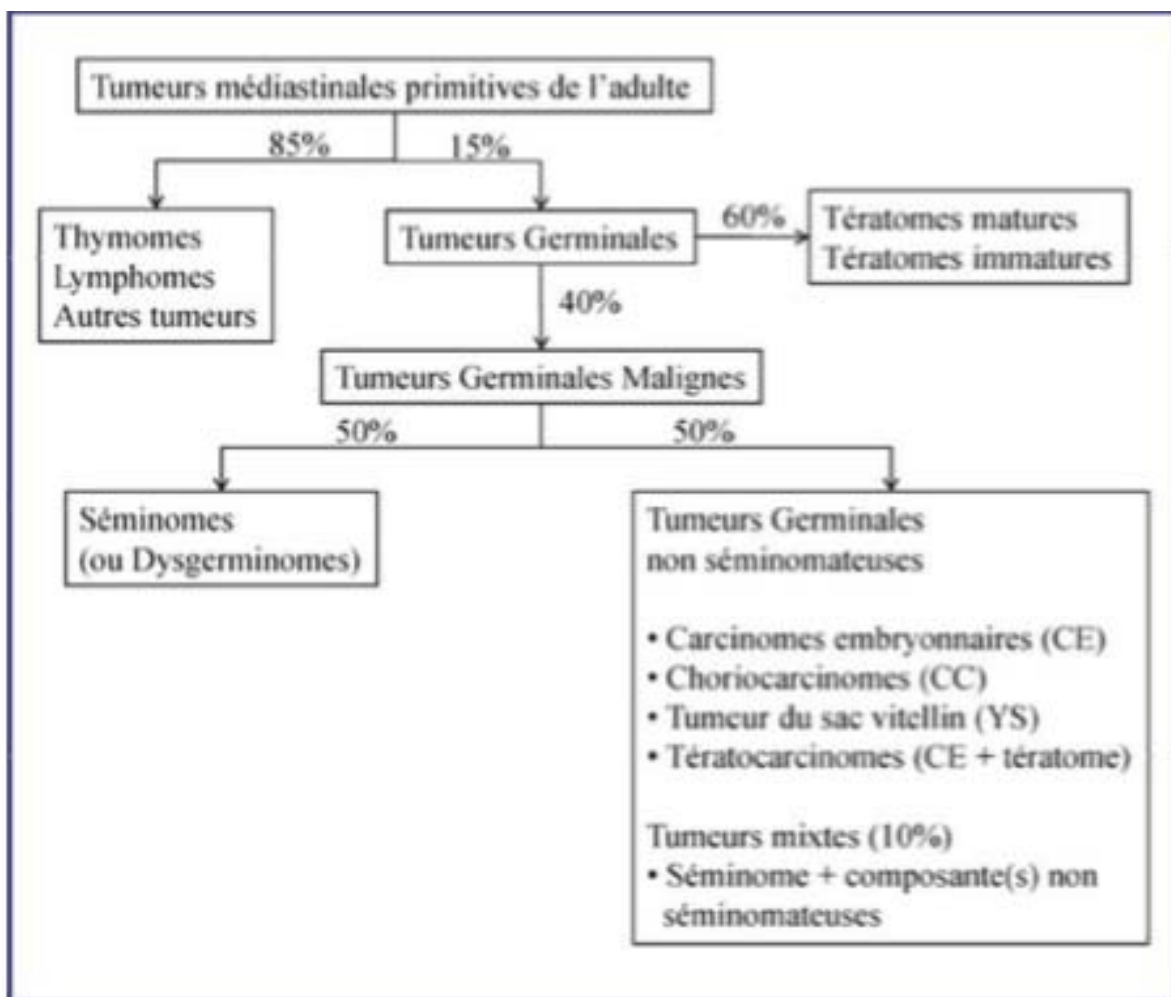 Tumeurs médiastinales primitives de l'adulte
85%
15%
Thymomes
Lymphomes
Autres tumeurs
Tumeurs Germinales
60%
Tératomes matures
Tératomes immatures
40%
Tumeurs Germinales Malignes
50%
50%
Séminomes
(ou Dysgerminomes)
Tumeurs Germinales
non séminomateuses
• Carcinomes embryonnaires (CE)
• Choriocarcinomes (CC)
• Tumeur du sac vitellin (YS)
• Tératocarcinomes (CE + tératome)
Tumeurs mixtes (10%)
• Séminome + composante(s) non
séminomateuses